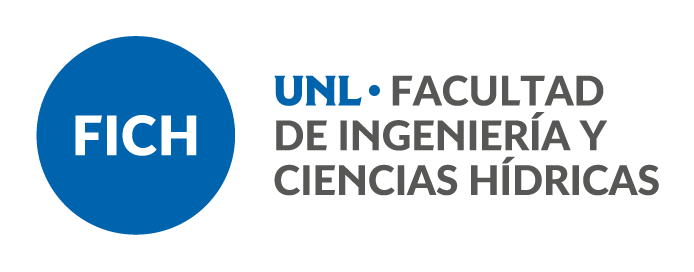 FICH
UNL • FACULTAD
DE INGENIERÍA Y
CIENCIAS HÍDRICAS